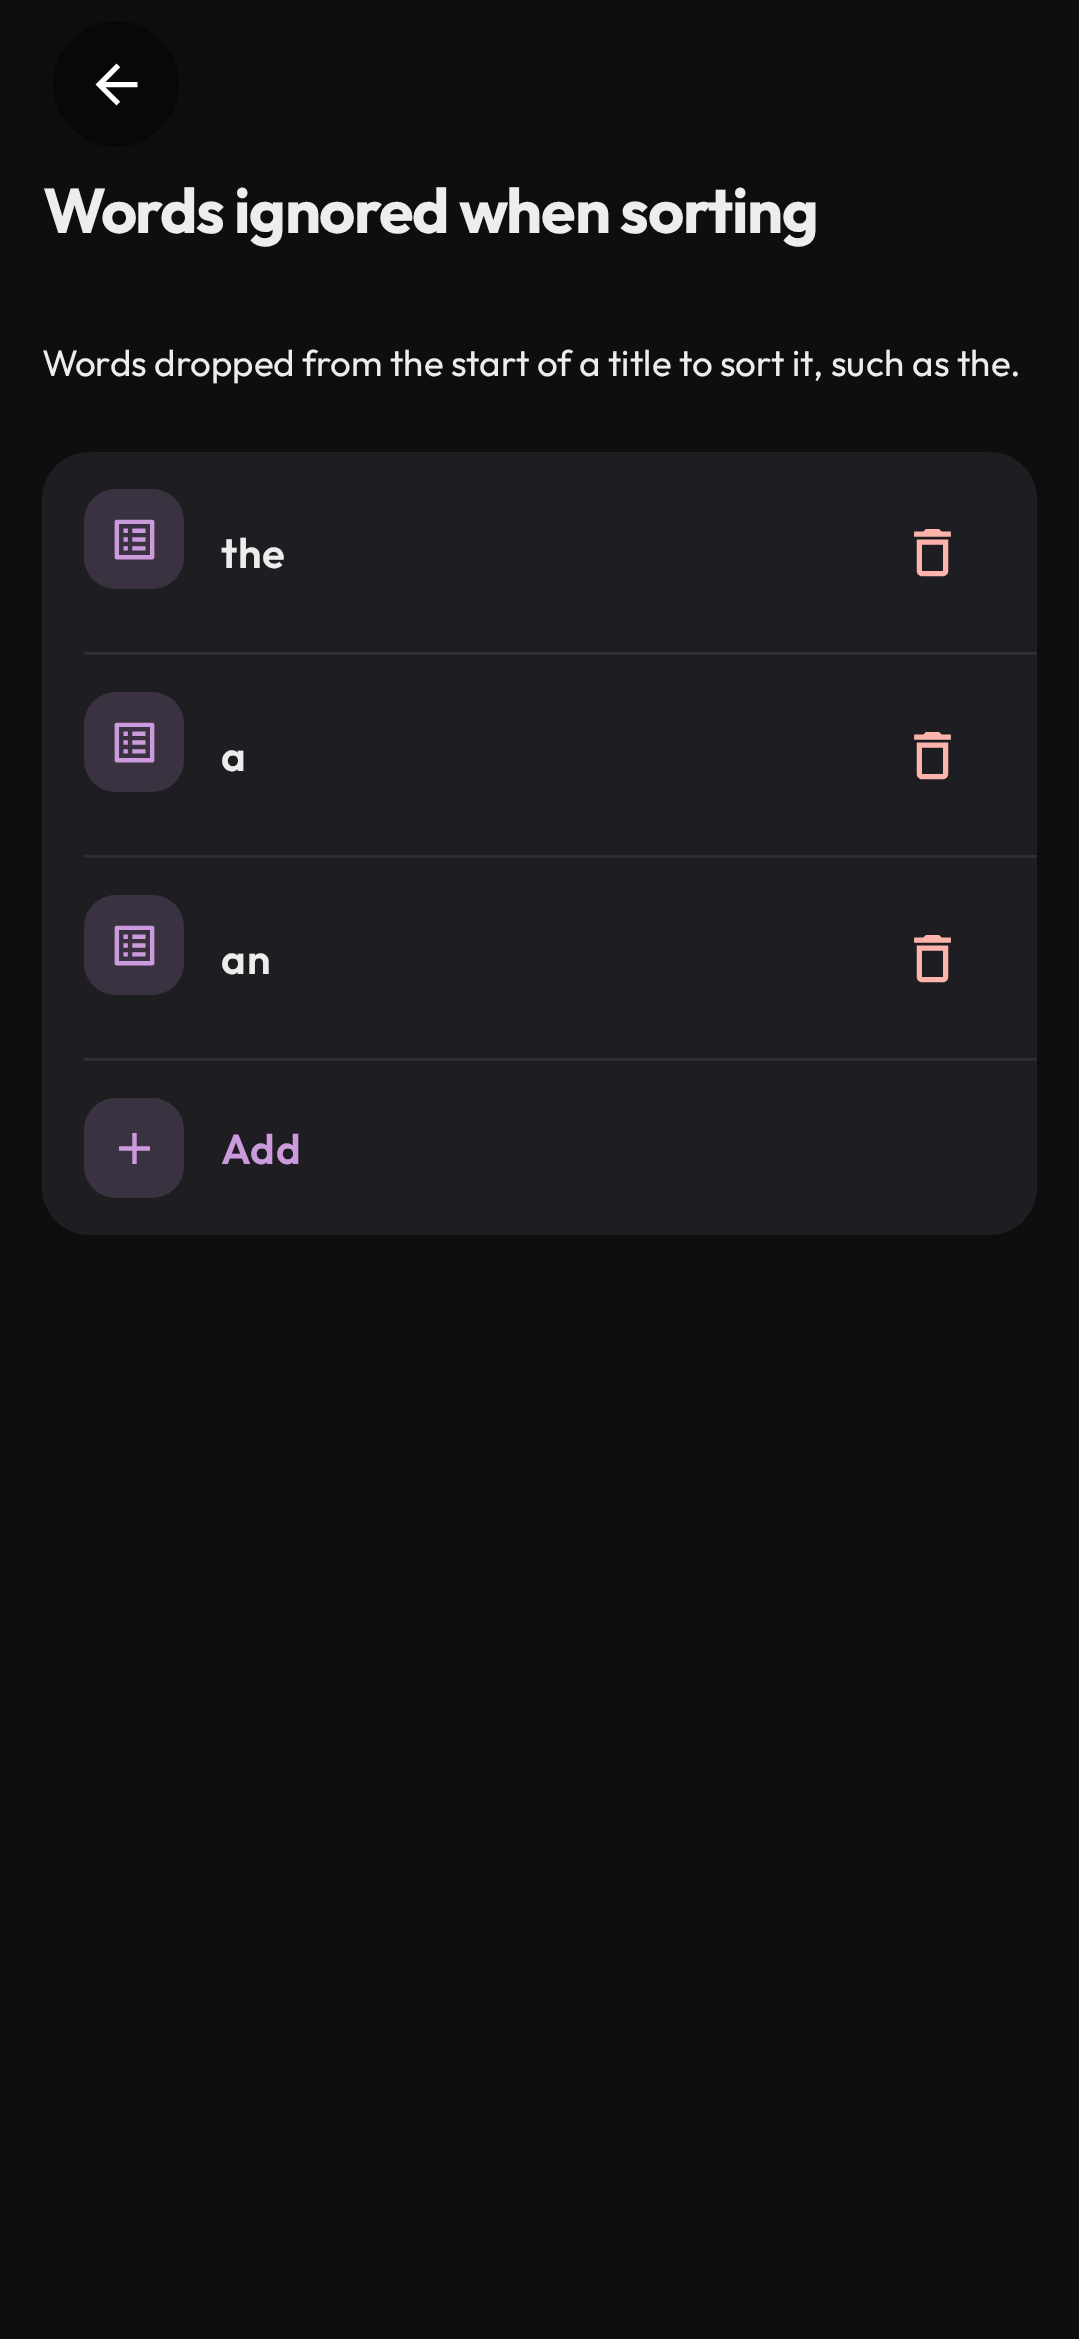 Words ignored when sorting
Words dropped from the start of a title to sort it, such as the.
the
a
an
Add